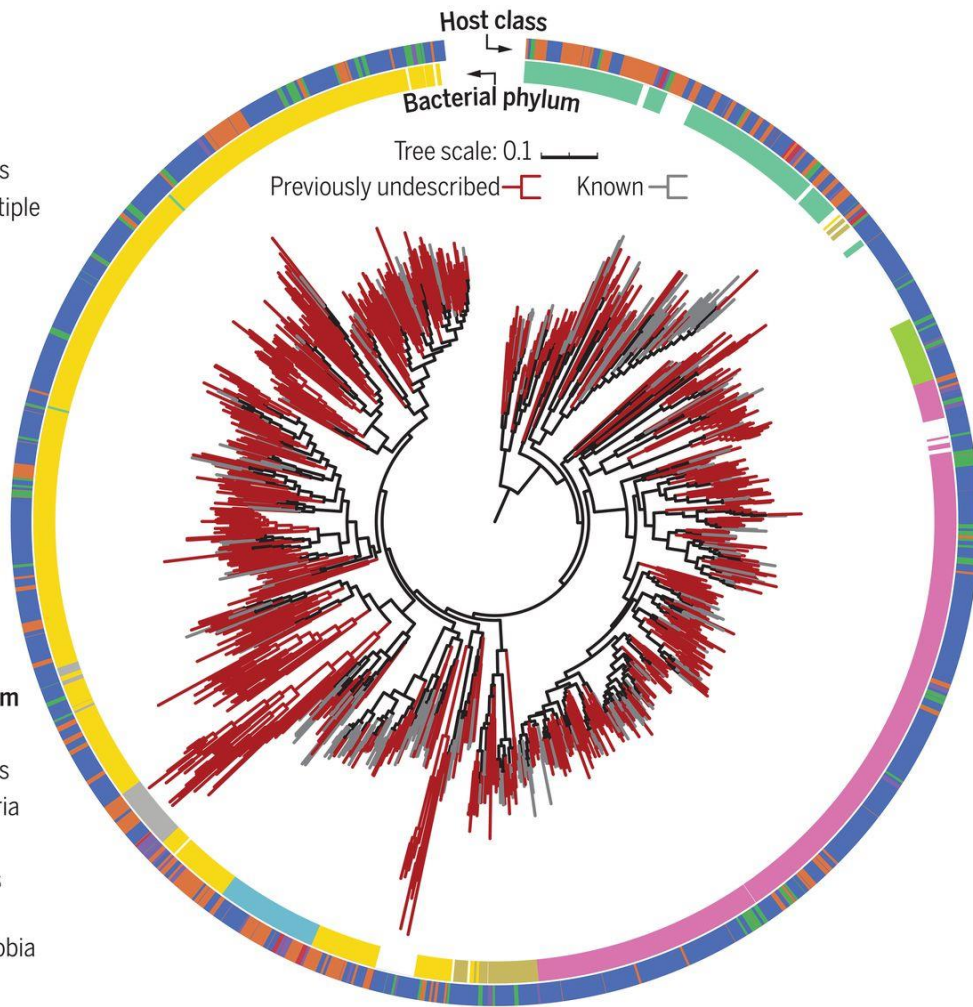 Host class
Bacterial phylum
Tree scale: 0.1
Previously undescribed
Known
s
tiple
m
s
ria
s
obia